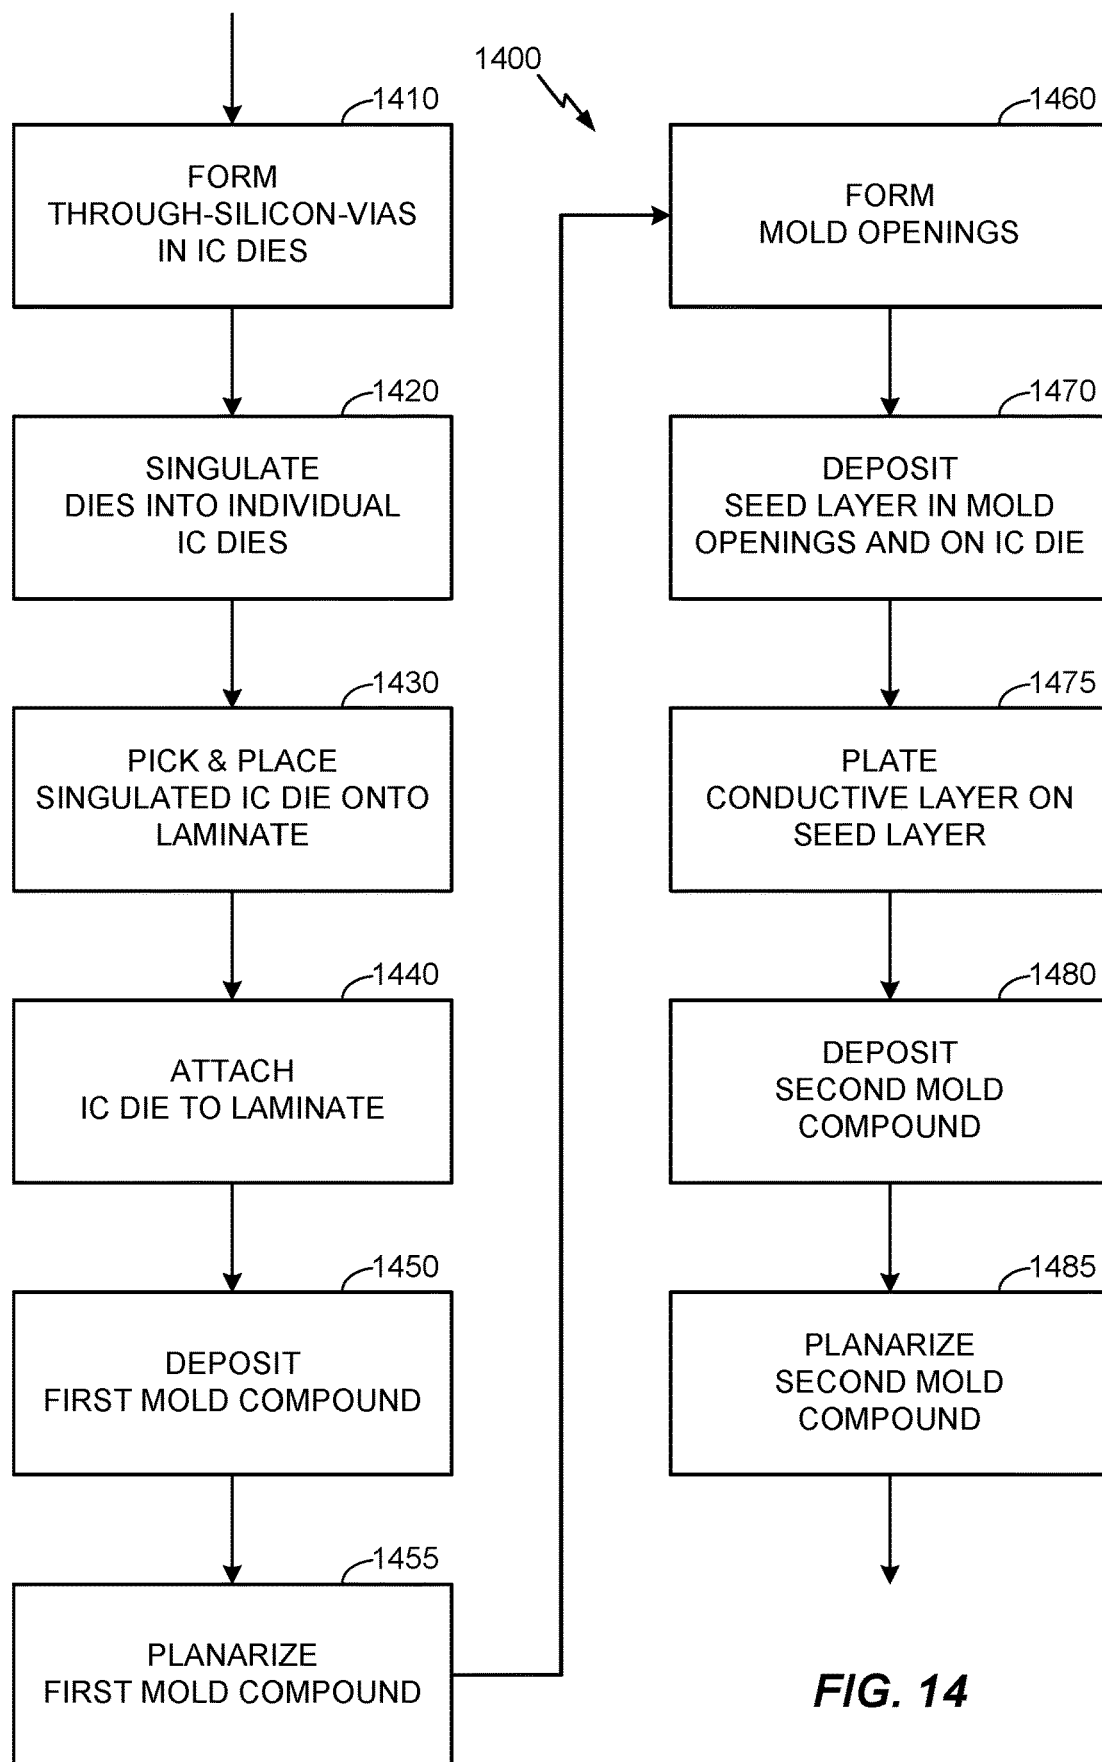 1400
1410
FORM
THROUGH-SILICON-VIAS
IN IC DIES
1420
SINGULATE
DIES INTO INDIVIDUAL
IC DIES
1430
PICK & PLACE
SINGULATED IC DIE ONTO
LAMINATE
1440
ATTACH
IC DIE TO LAMINATE
1450
DEPOSIT
FIRST MOLD COMPOUND
1455
PLANARIZE
FIRST MOLD COMPOUND
1460
FORM
MOLD OPENINGS
1470
DEPOSIT
SEED LAYER IN MOLD
OPENINGS AND ON IC DIE
1475
PLATE
CONDUCTIVE LAYER ON
SEED LAYER
1480
DEPOSIT
SECOND MOLD
COMPOUND
1485
PLANARIZE
SECOND MOLD
COMPOUND
FIG. 14